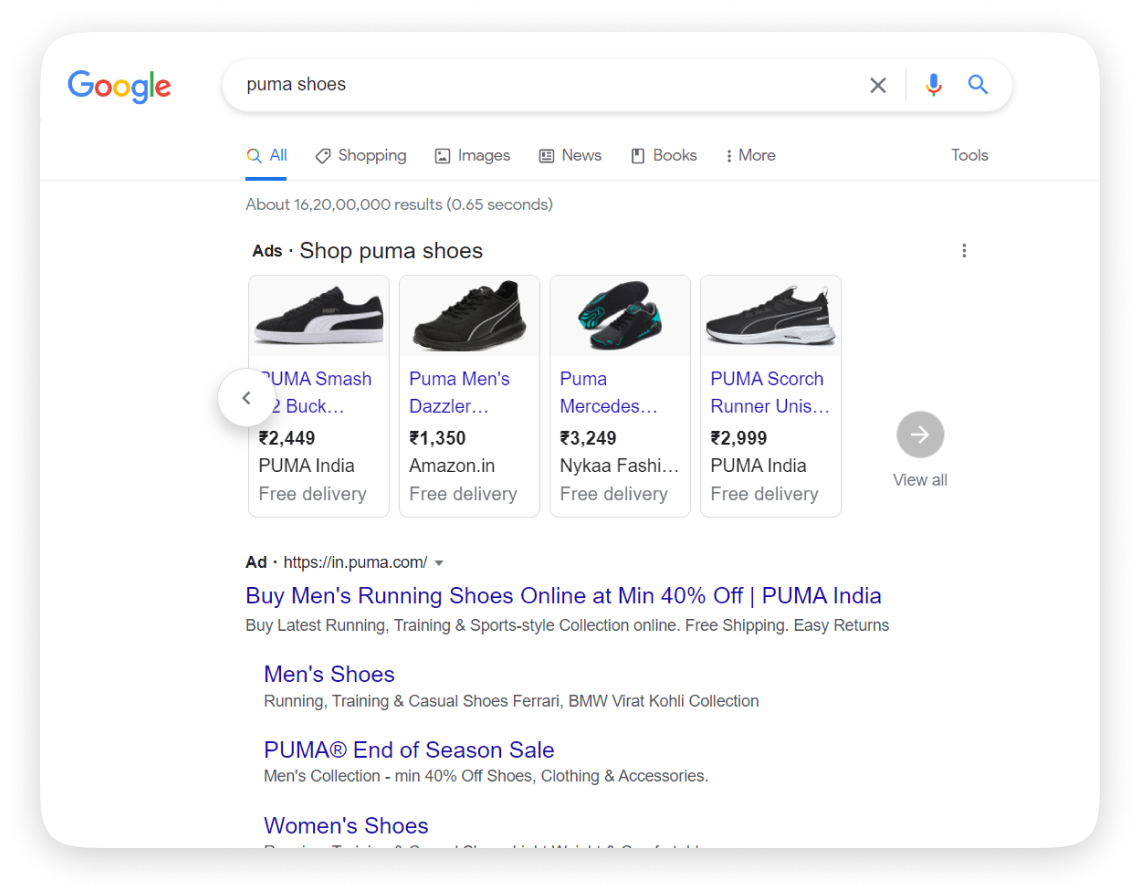 Google
puma shoes
All Shopping Images News Books More Tools
About 16,20,00,000 results (0.65 seconds)
Ads · Shop puma shoes
PUMA Smash
2 Buck…
₹2,449
PUMA India
Free delivery
Puma Men's
Dazzler…
₹1,350
Amazon.in
Free delivery
Puma
Mercedes…
₹3,249
Nykaa Fashi…
Free delivery
PUMA Scorch
Runner Unis…
₹2,999
PUMA India
Free delivery
View all
Ad · https://in.puma.com/
Buy Men's Running Shoes Online at Min 40% Off | PUMA India
Buy Latest Running, Training & Sports-style Collection online. Free Shipping. Easy Returns
Men's Shoes
Running, Training & Casual Shoes Ferrari, BMW Virat Kohli Collection
PUMA® End of Season Sale
Men's Collection - min 40% Off Shoes, Clothing & Accessories.
Women's Shoes